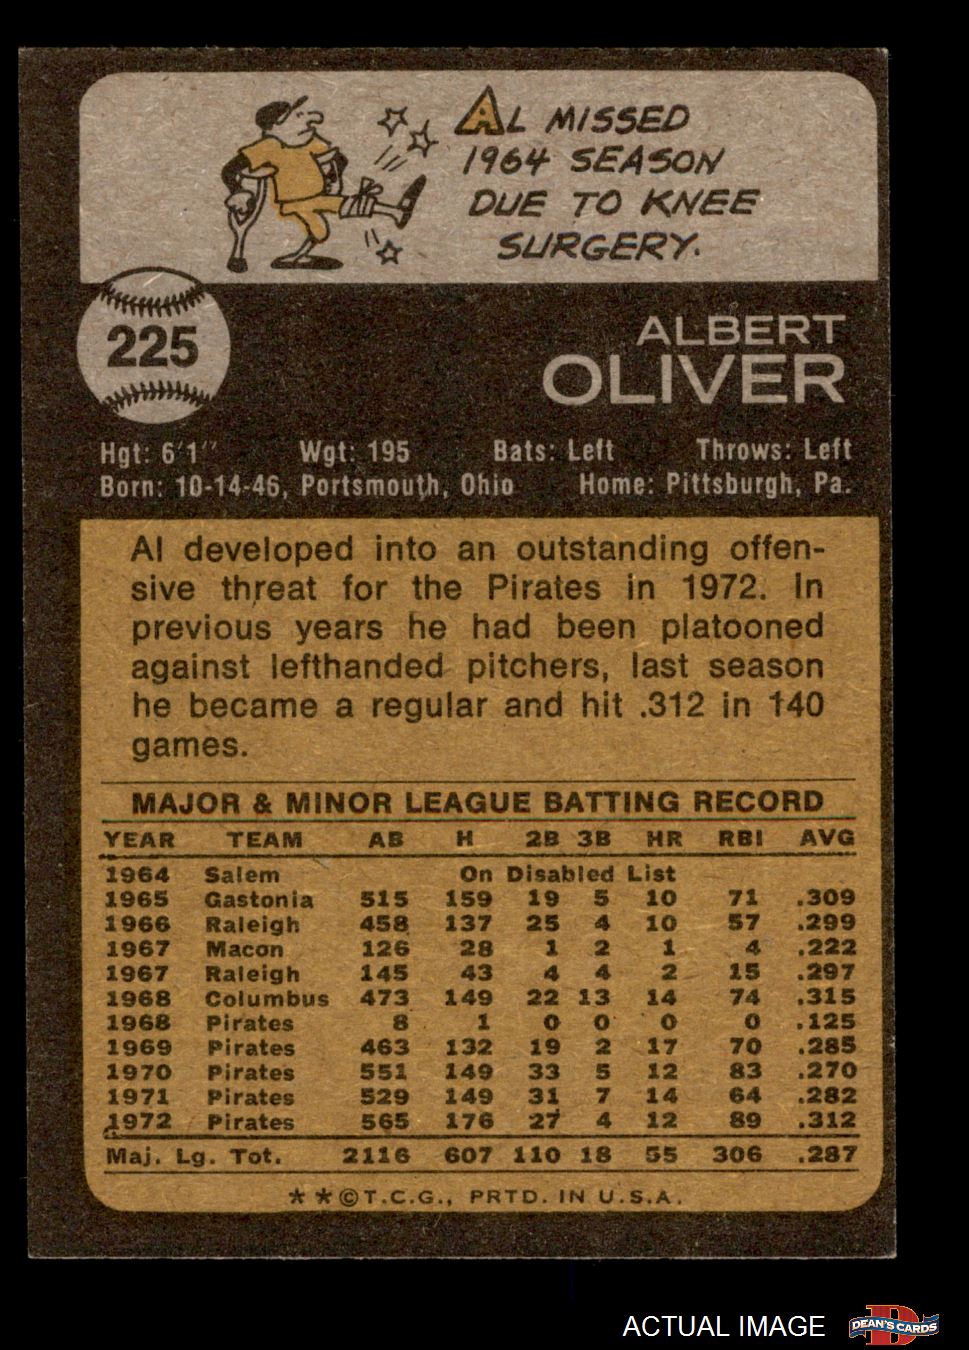 AL MISSED
1964 SEASON
DUE TO KNEE
SURGERY.
225
ALBERT
OLIVER
Hgt: 6'1" Wgt: 195 Bats: Left Throws: Left
Born: 10-14-46, Portsmouth, Ohio Home: Pittsburgh, Pa.
Al developed into an outstanding offen-
sive threat for the Pirates in 1972. In
previous years he had been platooned
against lefthanded pitchers, last season
he became a regular and hit .312 in 140
games.
MAJOR & MINOR LEAGUE BATTING RECORD
YEAR TEAM AB H 2B 3B HR RBI AVG
1964 Salem On Disabled List
1965 Gastonia 515 159 19 5 10 71 .309
1966 Raleigh 458 137 25 4 10 57 .299
1967 Macon 126 28 1 2 1 4 .222
1967 Raleigh 145 43 4 4 2 15 .297
1968 Columbus 473 149 22 13 14 74 .315
1968 Pirates 8 1 0 0 0 0 .125
1969 Pirates 463 132 19 2 17 70 .285
1970 Pirates 551 149 33 5 12 83 .270
1971 Pirates 529 149 31 7 14 64 .282
1972 Pirates 565 176 27 4 12 89 .312
Maj. Lg. Tot. 2116 607 110 18 55 306 .287
★ ★ © T.C.G., PRTD. IN U.S.A.
ACTUAL IMAGE
D
DEAN'S CARDS